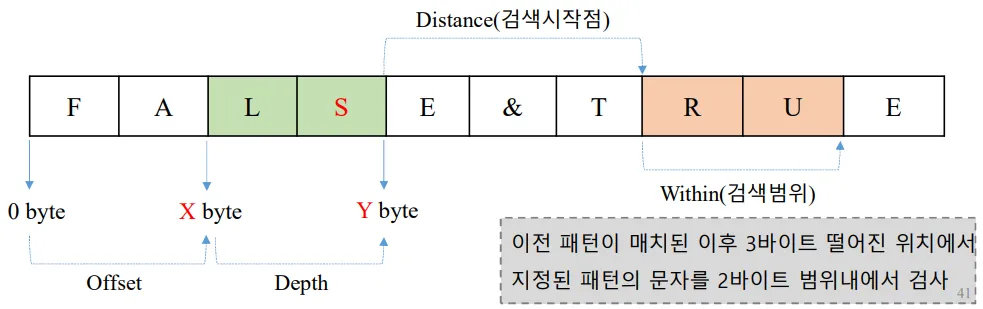 Distance(검색시작점)
F A L S E & T R U E
Within(검색범위)
0 byte X byte Y byte
Offset Depth
이전 패턴이 매치된 이후 3바이트 떨어진 위치에서
지정된 패턴의 문자를 2바이트 범위내에서 검사
41